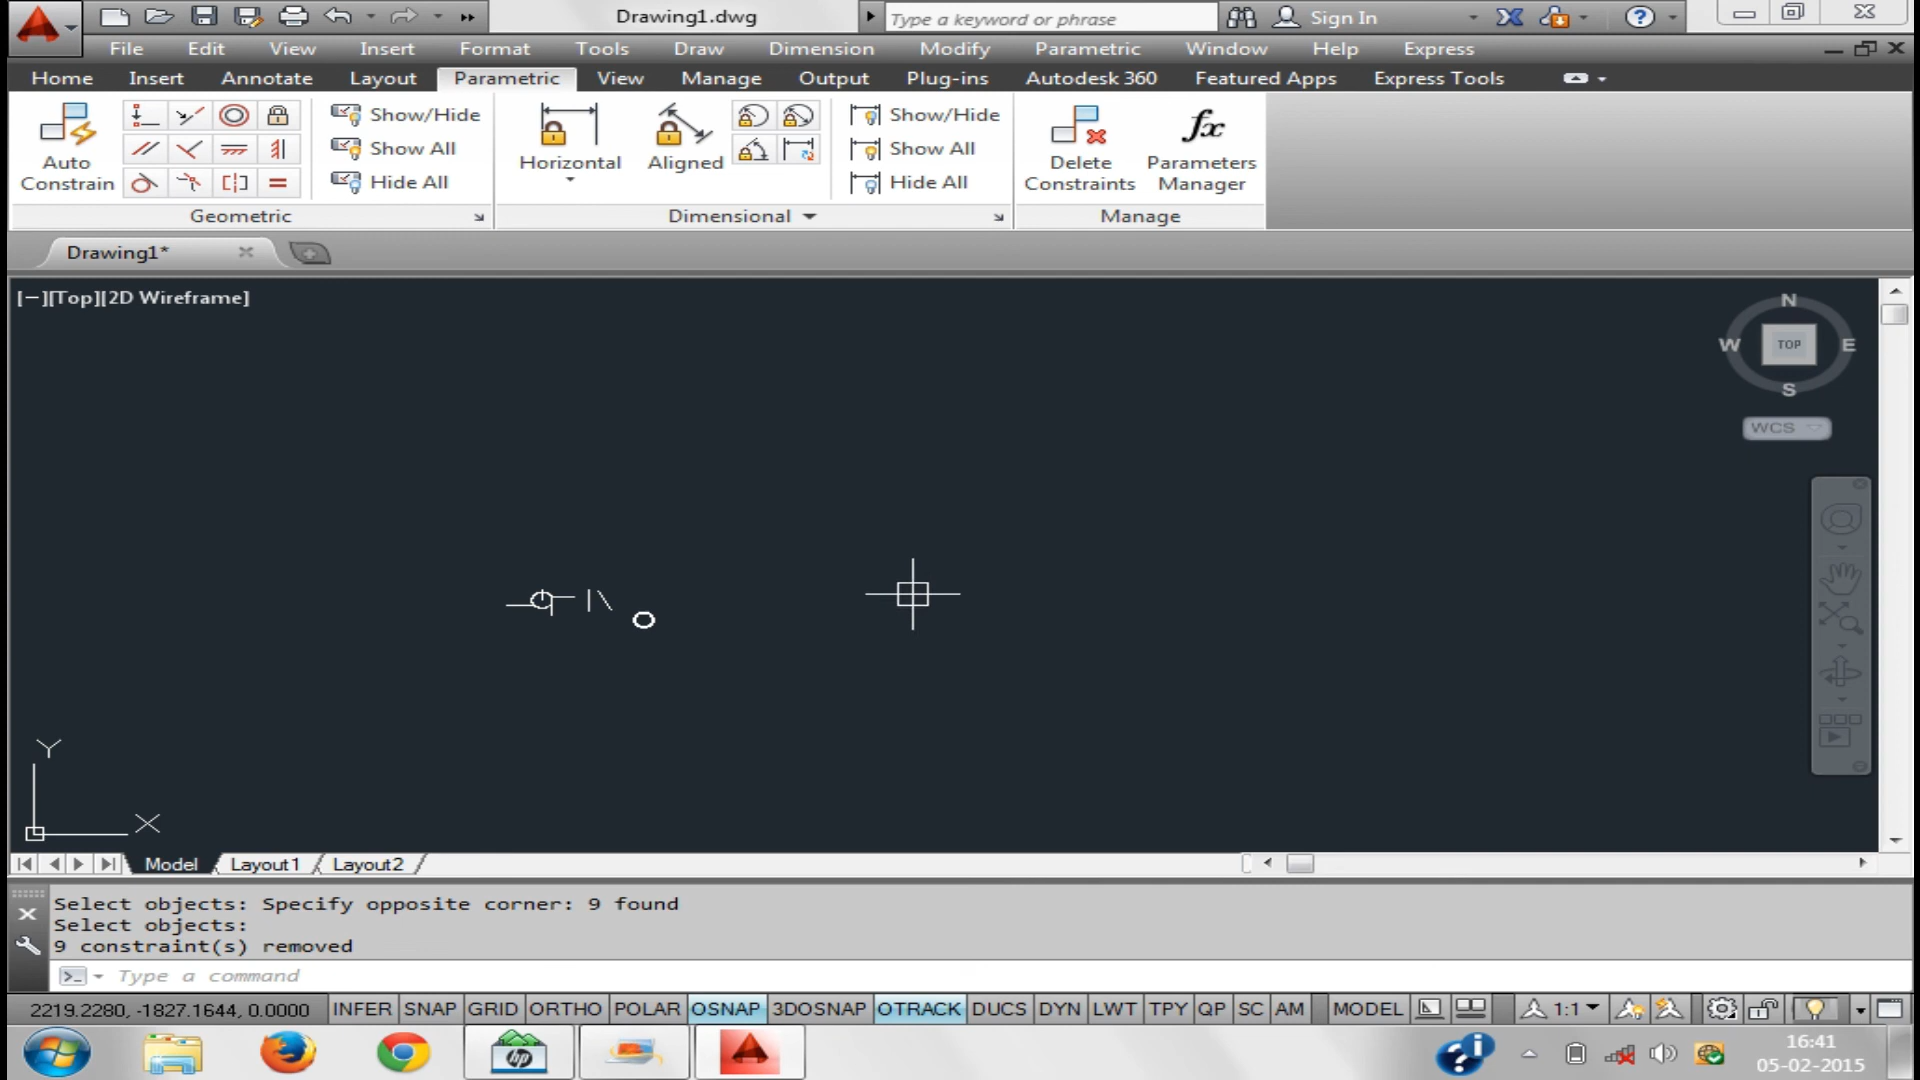 Drawing1.dwg
Type a keyword or phrase
Sign In
File Edit View Insert Format Tools Draw Dimension Modify Parametric Window Help Express
Home Insert Annotate Layout Parametric View Manage Output Plug-ins Autodesk 360 Featured Apps Express Tools
Auto
Constrain
Show/Hide
Show All
Hide All
Geometric
Horizontal
Aligned
Show/Hide
Show All
Hide All
Dimensional
Delete
Constraints
fx
Parameters
Manager
Manage
Drawing1*
[−][Top][2D Wireframe]
N
W TOP E
S
WCS
Y
X
Model Layout1 Layout2
Select objects: Specify opposite corner: 9 found
Select objects:
9 constraint(s) removed
Type a command
2219.2280, -1827.1644, 0.0000 INFER SNAP GRID ORTHO POLAR OSNAP 3DOSNAP OTRACK DUCS DYN LWT TPY QP SC AM MODEL 1:1
hp
16:41
05-02-2015